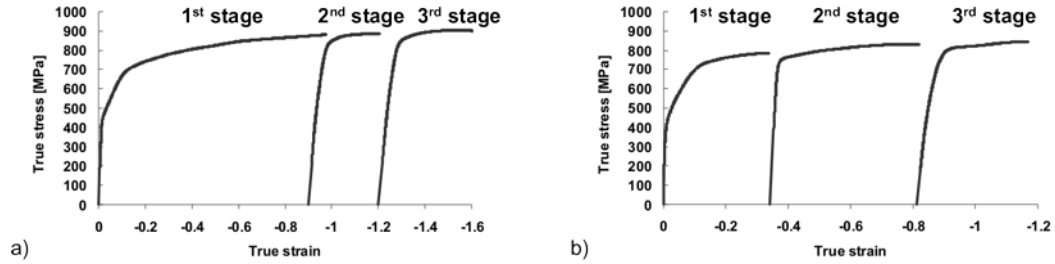 1st stage 2nd stage 3rd stage
1000
900
800
700
600
500
400
300
200
100
0
True stress [MPa]
0 -0.2 -0.4 -0.6 -0.8 -1 -1.2 -1.4 -1.6
True strain
a)
1st stage 2nd stage 3rd stage
1000
900
800
700
600
500
400
300
200
100
0
True stress [MPa]
0 -0.2 -0.4 -0.6 -0.8 -1 -1.2
True strain
b)